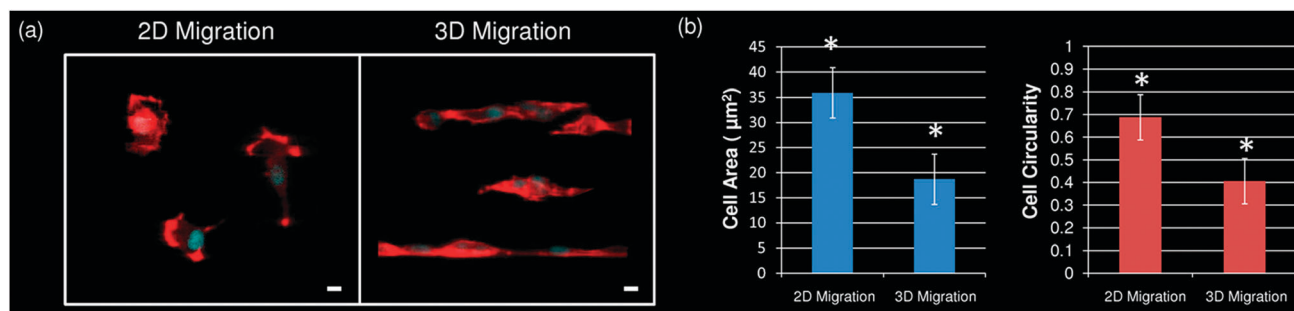 (a)
2D Migration
3D Migration
(b)
Cell Area ( µm²)
45
40
35
30
25
20
15
10
5
0
*
*
2D Migration
3D Migration
Cell Circularity
1
0.9
0.8
0.7
0.6
0.5
0.4
0.3
0.2
0.1
0
*
*
2D Migration
3D Migration